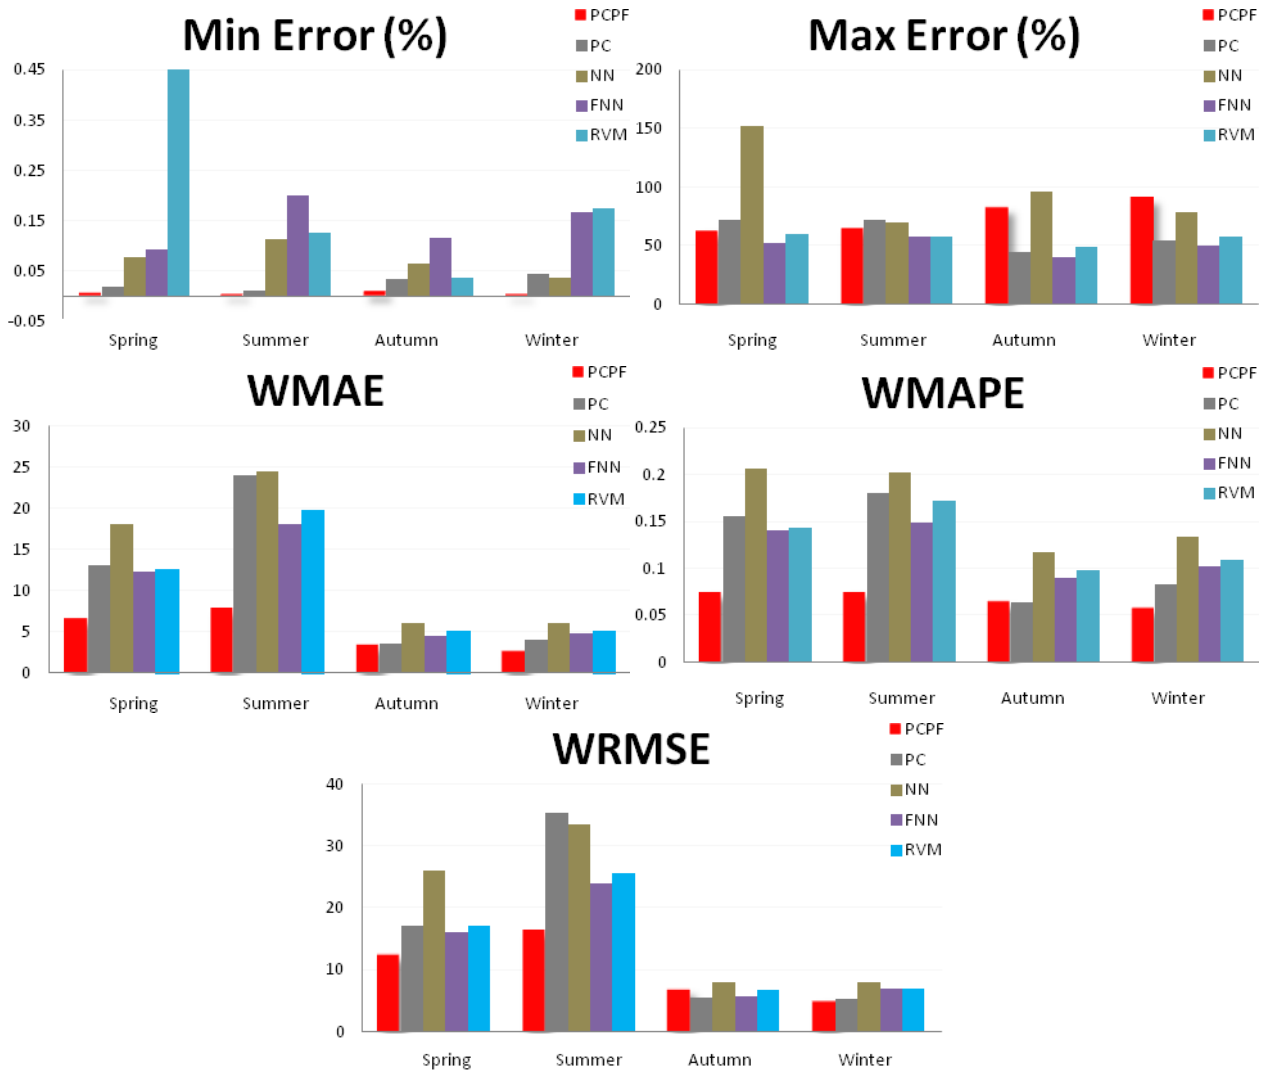 Min Error (%)
PCPF
PC
NN
FNN
RVM
0.45
0.35
0.25
0.15
0.05
-0.05
Spring
Summer
Autumn
Winter
Max Error (%)
PCPF
PC
NN
FNN
RVM
200
150
100
50
0
Spring
Summer
Autumn
Winter
WMAE
PCPF
PC
NN
FNN
RVM
30
25
20
15
10
5
0
Spring
Summer
Autumn
Winter
WMAPE
PCPF
PC
NN
FNN
RVM
0.25
0.2
0.15
0.1
0.05
0
Spring
Summer
Autumn
Winter
WRMSE
PCPF
PC
NN
FNN
RVM
40
30
20
10
0
Spring
Summer
Autumn
Winter